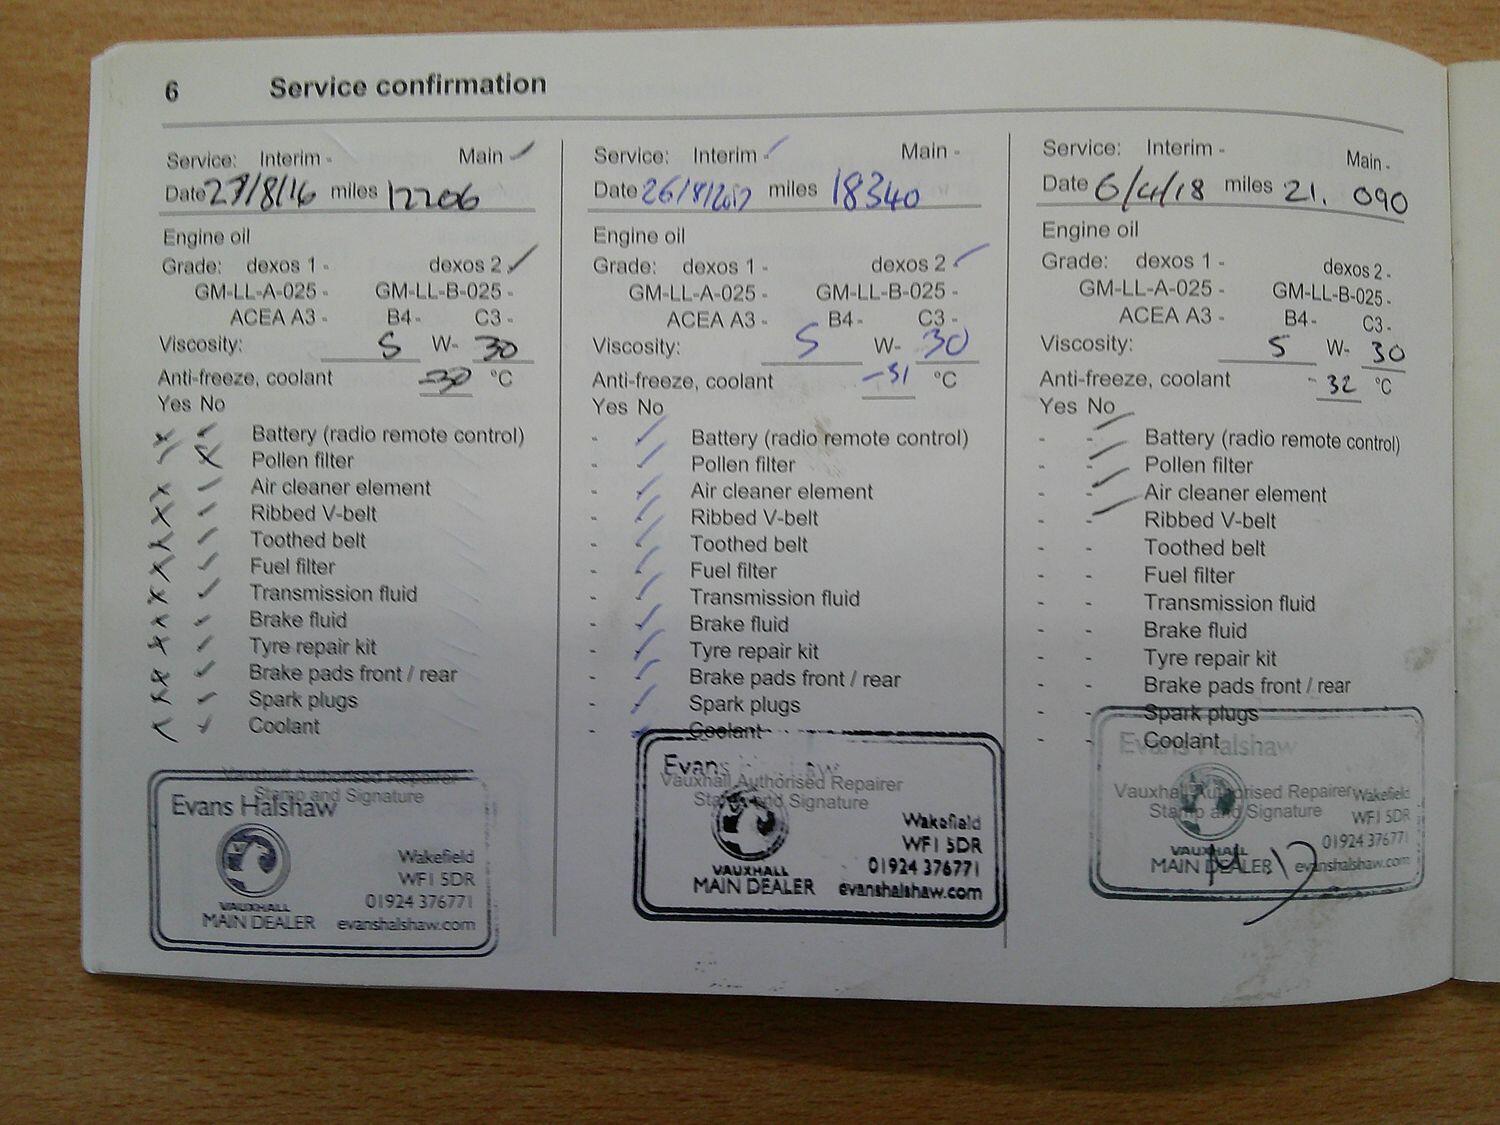 6 Service confirmation
Service: Interim - Main -
Date 27/8/16 miles 12206
Engine oil
Grade: dexos 1 - dexos 2
GM-LL-A-025 - GM-LL-B-025 -
ACEA A3 - B4 - C3 -
Viscosity: 5 W- 30
Anti-freeze, coolant -30 °C
Yes No
Battery (radio remote control)
Pollen filter
Air cleaner element
Ribbed V-belt
Toothed belt
Fuel filter
Transmission fluid
Brake fluid
Tyre repair kit
Brake pads front / rear
Spark plugs
Coolant
Vauxhall Authorised Repairer
Stamp and Signature
Evans Halshaw
Wakefield
WF1 5DR
VAUXHALL 01924 376771
MAIN DEALER evanshalshaw.com
Service: Interim - Main -
Date 26/8/2017 miles 18340
Engine oil
Grade: dexos 1 - dexos 2
GM-LL-A-025 - GM-LL-B-025 -
ACEA A3 - B4 - C3 -
Viscosity: 5 W- 30
Anti-freeze, coolant -31 °C
Yes No
- Battery (radio remote control)
- Pollen filter
- Air cleaner element
- Ribbed V-belt
- Toothed belt
- Fuel filter
- Transmission fluid
- Brake fluid
- Tyre repair kit
- Brake pads front / rear
- Spark plugs
- Coolant
Evans
Vauxhall Authorised Repairer
Stamp and Signature
Wakefield
WF1 5DR
VAUXHALL 01924 376771
MAIN DEALER evanshalshaw.com
Service: Interim - Main -
Date 6/4/18 miles 21. 090
Engine oil
Grade: dexos 1 - dexos 2 -
GM-LL-A-025 - GM-LL-B-025 -
ACEA A3 - B4 - C3 -
Viscosity: 5 W- 30
Anti-freeze, coolant - 32 °C
Yes No
- - Battery (radio remote control)
- - Pollen filter
- - Air cleaner element
- - Ribbed V-belt
- - Toothed belt
- - Fuel filter
- - Transmission fluid
- - Brake fluid
- - Tyre repair kit
- - Brake pads front / rear
- - Spark plugs
- - Coolant
Evans Halshaw
Vauxhall Authorised Repairer
Stamp and Signature
Wakefield
WF1 5DR
VAUXHALL 01924 376771
MAIN DEALER evanshalshaw.com